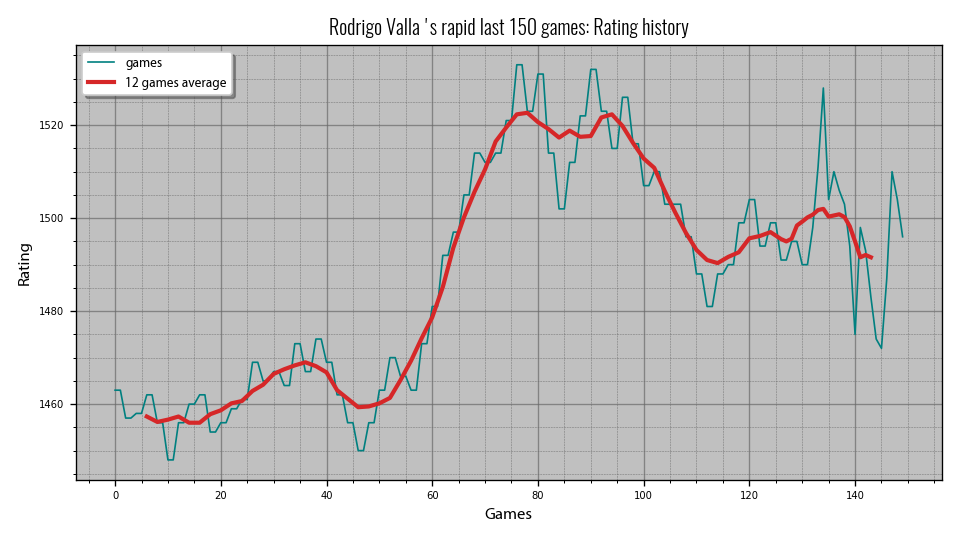 Rodrigo Valla 's rapid last 150 games: Rating history
games
12 games average
Rating
1520
1500
1480
1460
0 20 40 60 80 100 120 140
Games